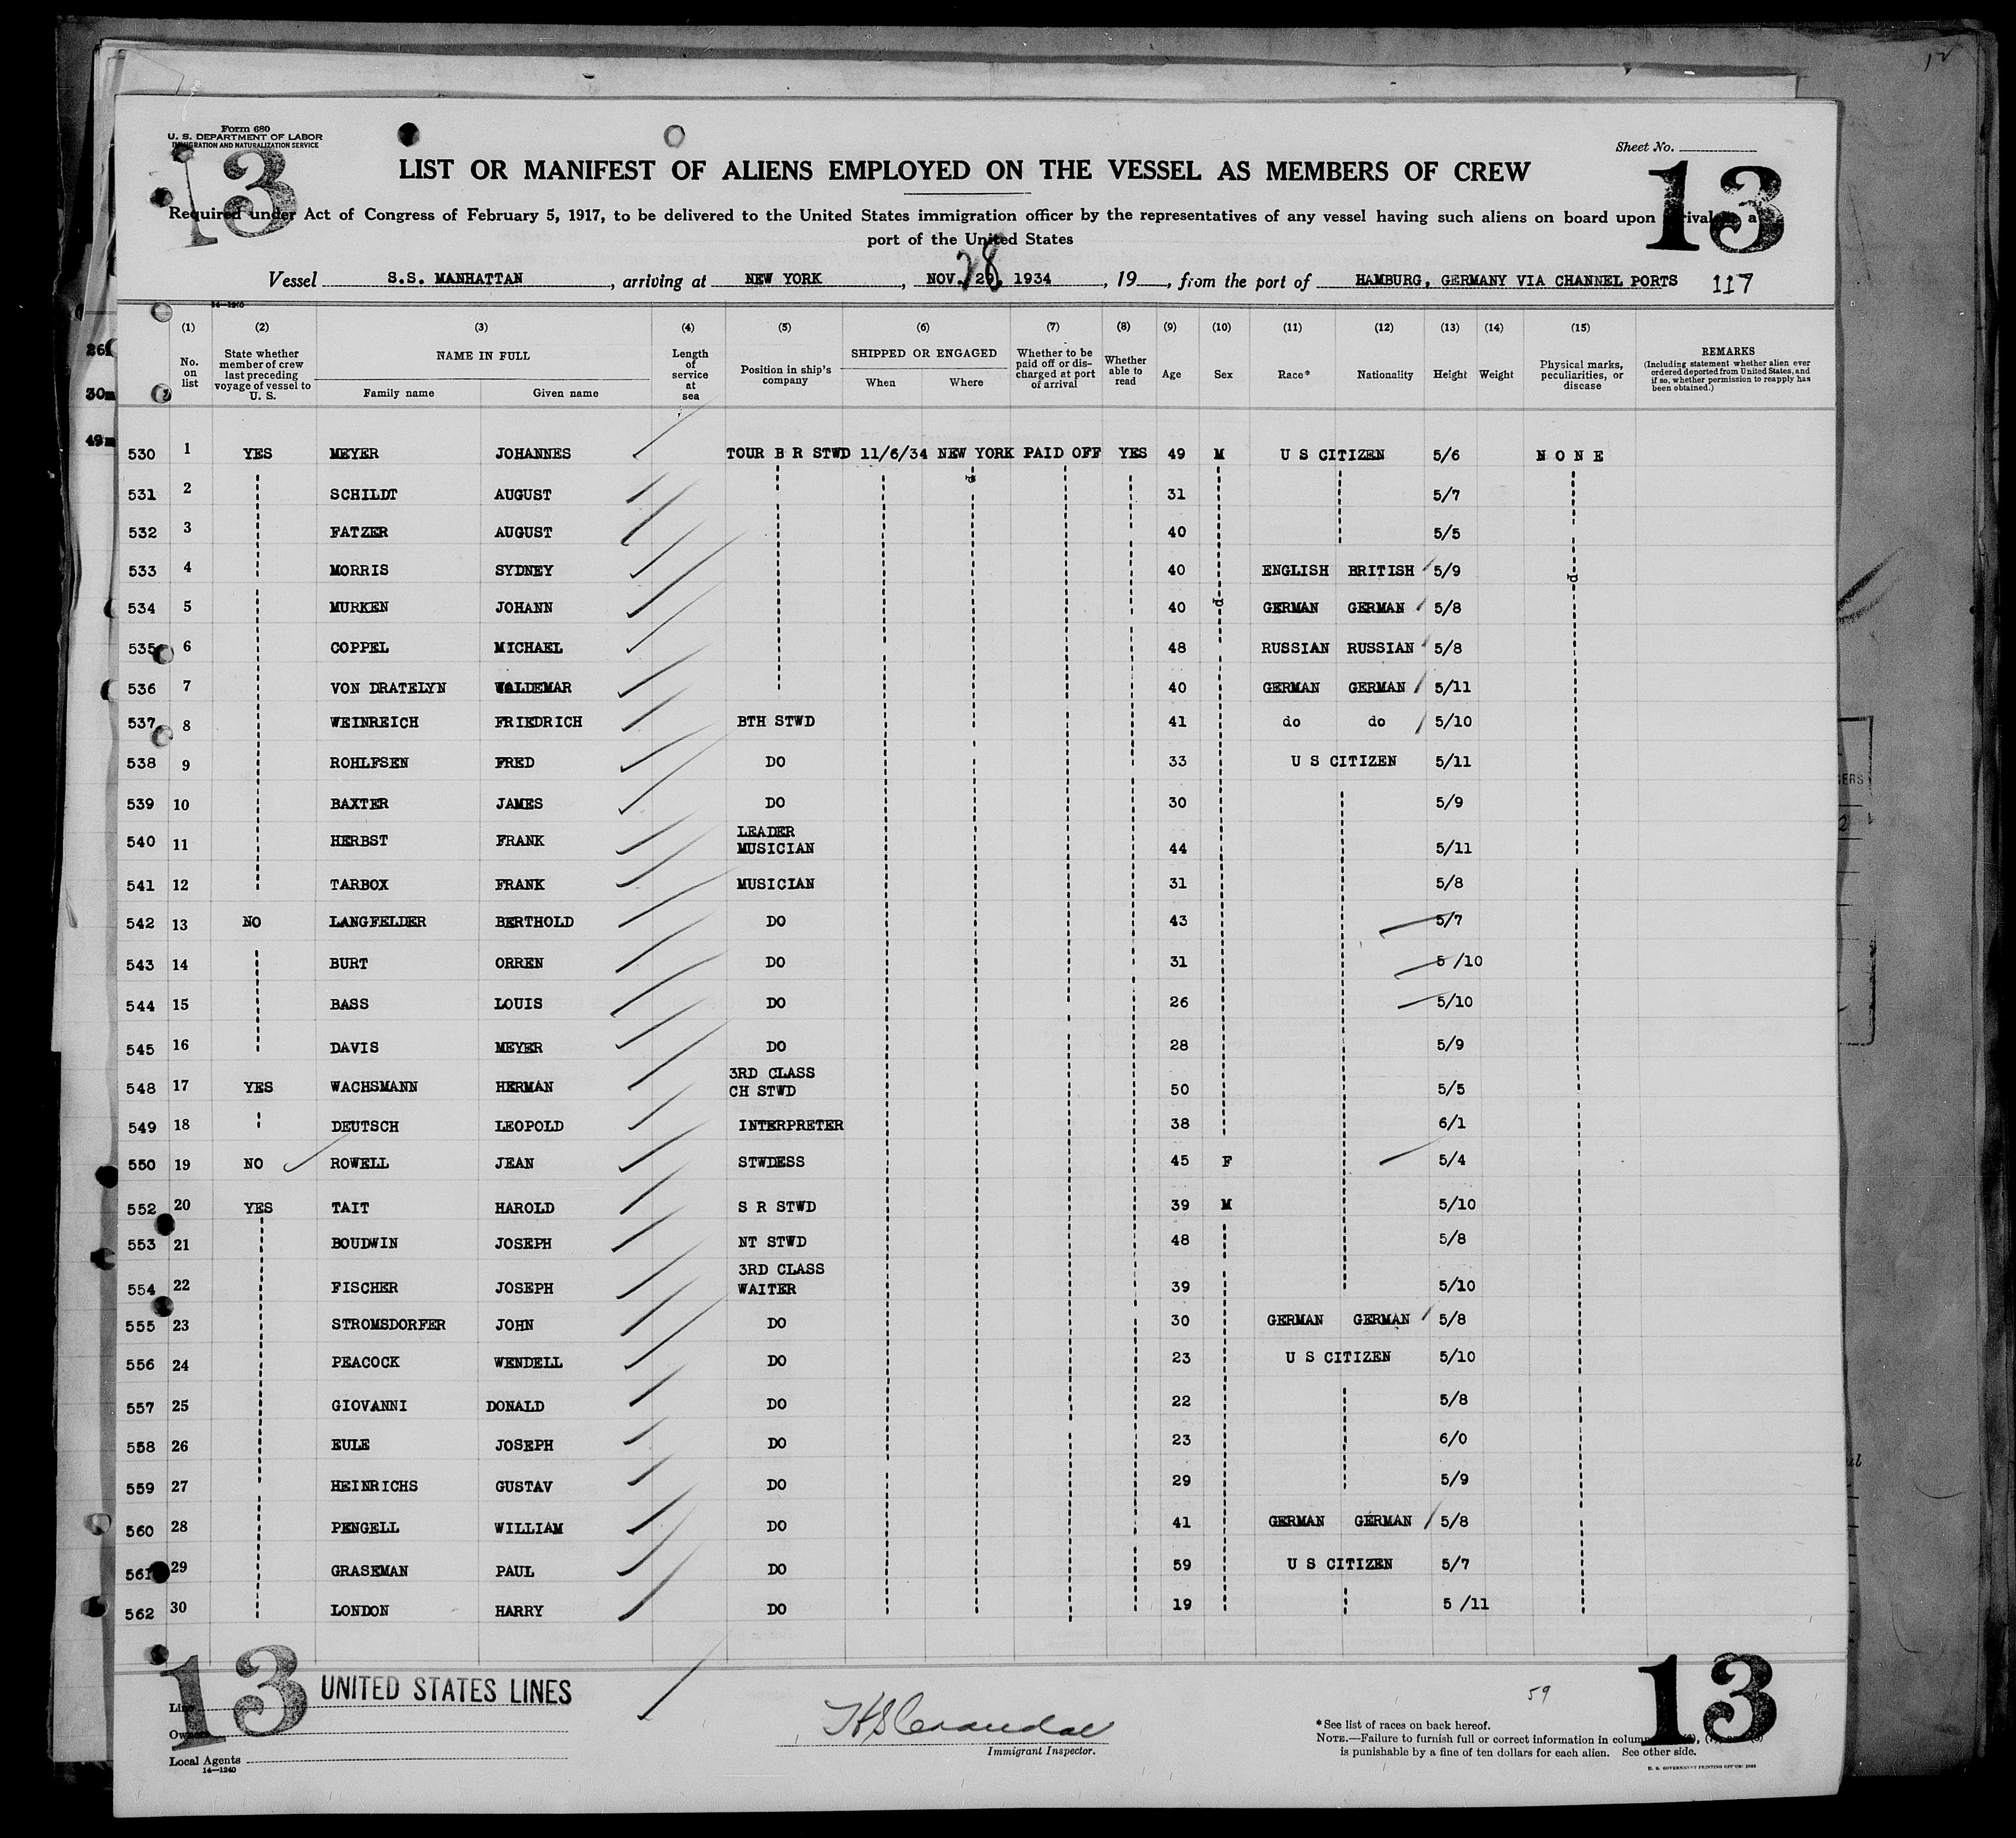 Form 680
U. S. DEPARTMENT OF LABOR
IMMIGRATION AND NATURALIZATION SERVICE
13
Sheet No.
13
LIST OR MANIFEST OF ALIENS EMPLOYED ON THE VESSEL AS MEMBERS OF CREW
Required under Act of Congress of February 5, 1917, to be delivered to the United States immigration officer by the representatives of any vessel having such aliens on board upon arrival at a
port of the United States
Vessel S.S. MANHATTAN, arriving at NEW YORK, NOV. 28, 1934, 19, from the port of HAMBURG, GERMANY VIA CHANNEL PORTS 117
14-1240
(1) (2) (3) (4) (5) (6) (7) (8) (9) (10) (11) (12) (13) (14) (15)
No. on list
State whether member of crew last preceding voyage of vessel to U. S.
NAME IN FULL
Family name Given name
Length of service at sea
Position in ship's company
SHIPPED OR ENGAGED
When Where
Whether to be paid off or discharged at port of arrival
Whether able to read
Age
Sex
Race*
Nationality
Height
Weight
Physical marks, peculiarities, or disease
REMARKS
(Including statement whether alien ever ordered deported from United States, and if so, whether permission to reapply has been obtained.)
530 1 YES MEYER JOHANNES TOUR B R STWD 11/6/34 NEW YORK PAID OFF YES 49 M U S CITIZEN 5/6 N O N E
531 2 SCHILDT AUGUST 31 5/7
532 3 FATZER AUGUST 40 5/5
533 4 MORRIS SYDNEY 40 ENGLISH BRITISH 5/9
534 5 MURKEN JOHANN 40 GERMAN GERMAN 5/8
535 6 COPPEL MICHAEL 48 RUSSIAN RUSSIAN 5/8
536 7 VON DRATELYN WALDEMAR 40 GERMAN GERMAN 5/11
537 8 WEINREICH FRIEDRICH BTH STWD 41 do do 5/10
538 9 ROHLFSEN FRED DO 33 U S CITIZEN 5/11
539 10 BAXTER JAMES DO 30 5/9
540 11 HERBST FRANK LEADER MUSICIAN 44 5/11
541 12 TARBOX FRANK MUSICIAN 31 5/8
542 13 NO LANGFELDER BERTHOLD DO 43 5/7
543 14 BURT ORREN DO 31 5 /10
544 15 BASS LOUIS DO 26 5/10
545 16 DAVIS MEYER DO 28 5/9
548 17 YES WACHSMANN HERMAN 3RD CLASS CH STWD 50 5/5
549 18 DEUTSCH LEOPOLD INTERPRETER 38 6/1
550 19 NO ROWELL JEAN STWDESS 45 F 5/4
552 20 YES TAIT HAROLD S R STWD 39 M 5/10
553 21 BOUDWIN JOSEPH NT STWD 48 5/8
554 22 FISCHER JOSEPH 3RD CLASS WAITER 39 5/10
555 23 STROMSDORFER JOHN DO 30 GERMAN GERMAN 5/8
556 24 PEACOCK WENDELL DO 23 U S CITIZEN 5/10
557 25 GIOVANNI DONALD DO 22 5/8
558 26 EULE JOSEPH DO 23 6/0
559 27 HEINRICHS GUSTAV DO 29 5/9
560 28 PENGELL WILLIAM DO 41 GERMAN GERMAN 5/8
561 29 GRASEMAN PAUL DO 59 U S CITIZEN 5/7
562 30 LONDON HARRY DO 19 5 /11
13
UNITED STATES LINES
Line
Owners
Local Agents
14-1240
Immigrant Inspector.
59
13
*See list of races on back hereof.
NOTE.—Failure to furnish full or correct information in columns
is punishable by a fine of ten dollars for each alien. See other side.
U. S. GOVERNMENT PRINTING OFFICE